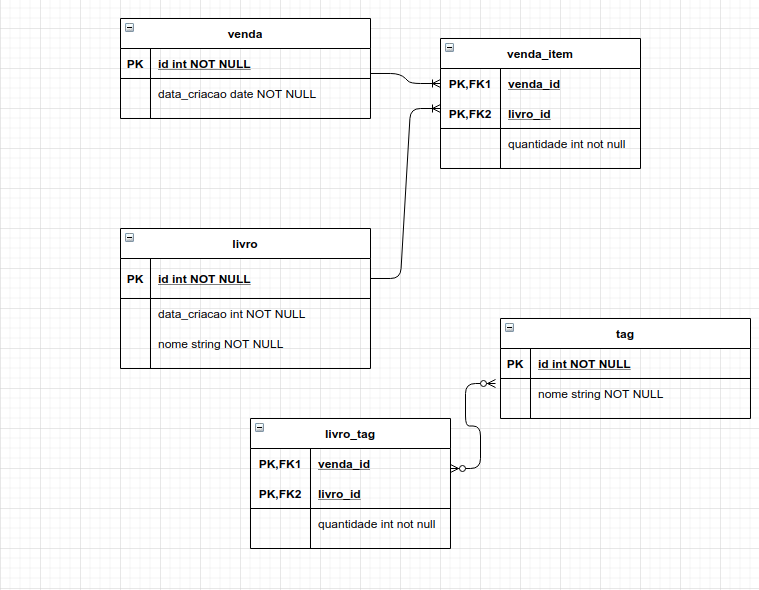 venda
PK id int NOT NULL
data_criacao date NOT NULL
venda_item
PK,FK1 venda_id
PK,FK2 livro_id
quantidade int not null
livro
PK id int NOT NULL
data_criacao int NOT NULL
nome string NOT NULL
tag
PK id int NOT NULL
nome string NOT NULL
livro_tag
PK,FK1 venda_id
PK,FK2 livro_id
quantidade int not null